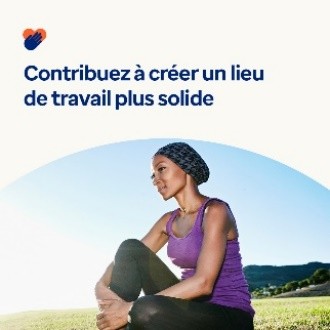 Contribuez à créer un lieu
de travail plus solide